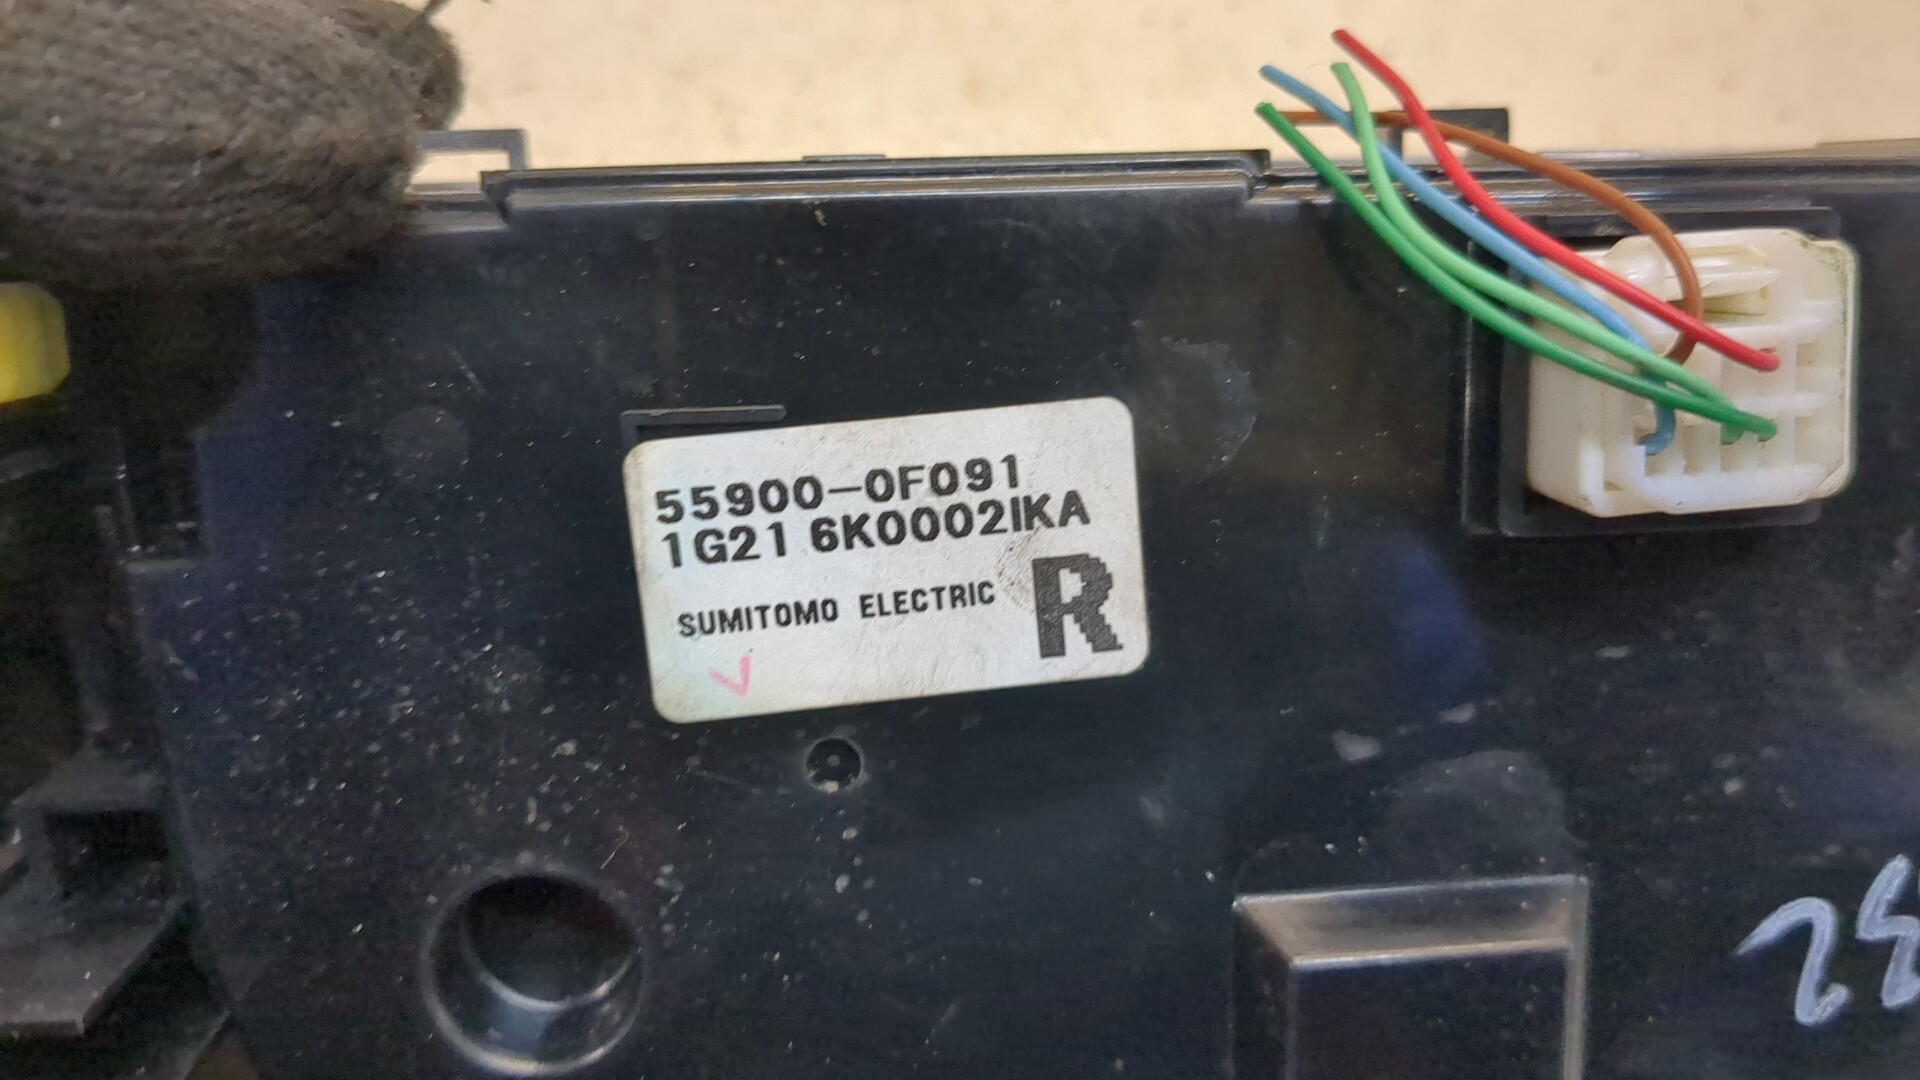 55900-0F091
1G21 6K0002IKA
SUMITOMO ELECTRIC
R